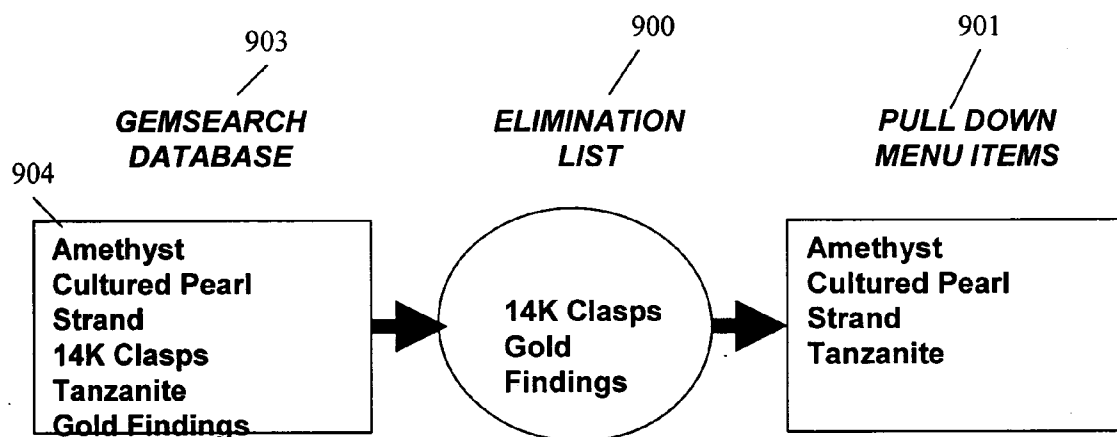 903
900
901
GEMSEARCH
DATABASE
ELIMINATION
LIST
PULL DOWN
MENU ITEMS
904
Amethyst
Cultured Pearl
Strand
14K Clasps
Tanzanite
Gold Findings
14K Clasps
Gold
Findings
Amethyst
Cultured Pearl
Strand
Tanzanite